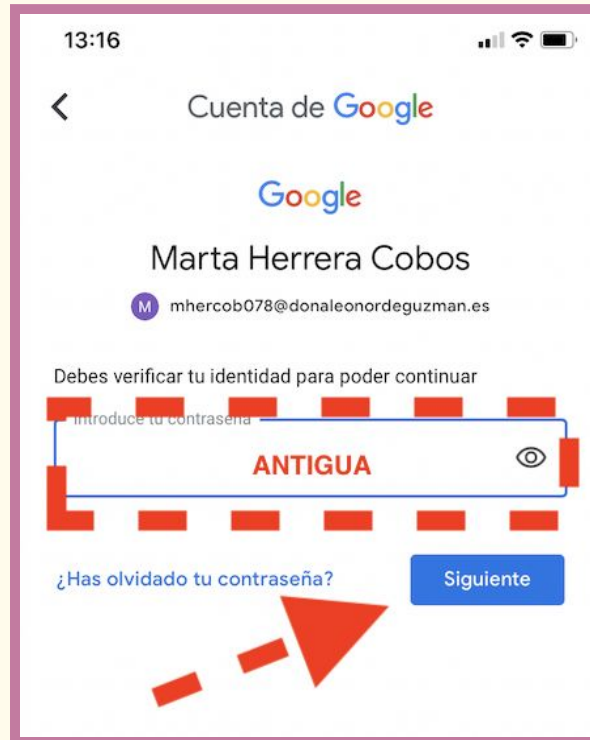 13:16
Cuenta de Google
Google
Marta Herrera Cobos
M mhercob078@donaleonordeguzman.es
Debes verificar tu identidad para poder continuar
Introduce tu contraseña
ANTIGUA
¿Has olvidado tu contraseña?
Siguiente